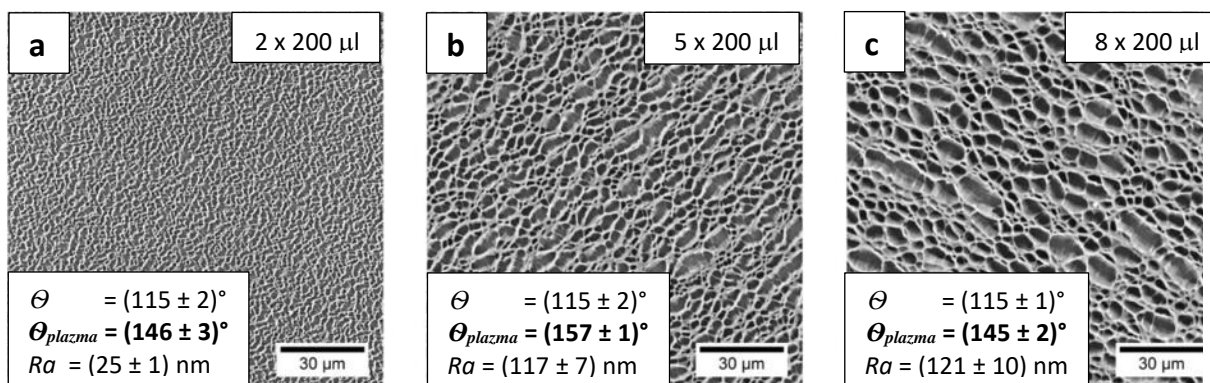 a
2 x 200 µl
Θ = (115 ± 2)°
Θplazma = (146 ± 3)°
Ra = (25 ± 1) nm
30 µm
b
5 x 200 µl
Θ = (115 ± 2)°
Θplazma = (157 ± 1)°
Ra = (117 ± 7) nm
30 µm
c
8 x 200 µl
Θ = (115 ± 1)°
Θplazma = (145 ± 2)°
Ra = (121 ± 10) nm
30 µm